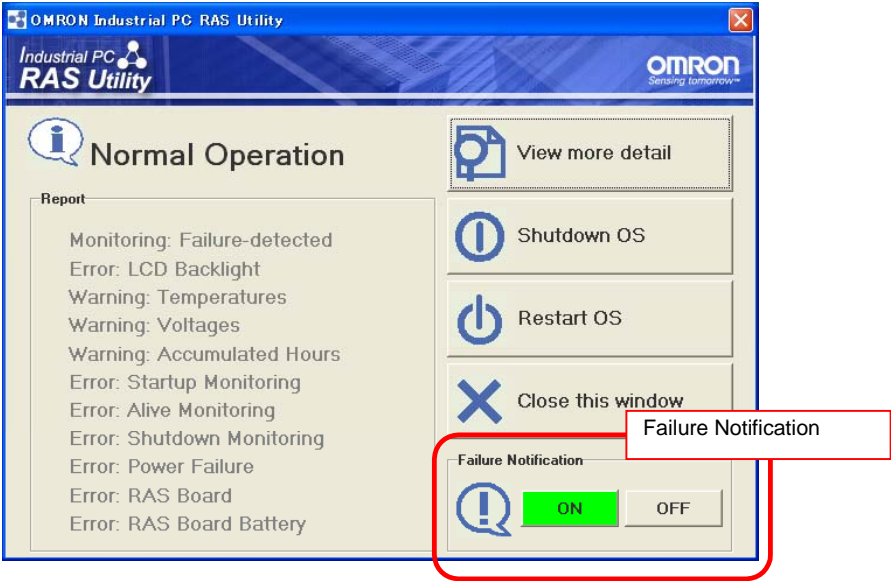 OMRON Industrial PC RAS Utility
Industrial PC
RAS Utility
OMRON
Sensing tomorrow™
Normal Operation
Report
Monitoring: Failure-detected
Error: LCD Backlight
Warning: Temperatures
Warning: Voltages
Warning: Accumulated Hours
Error: Startup Monitoring
Error: Alive Monitoring
Error: Shutdown Monitoring
Error: Power Failure
Error: RAS Board
Error: RAS Board Battery
View more detail
Shutdown OS
Restart OS
Close this window
Failure Notification
Failure Notification
ON
OFF